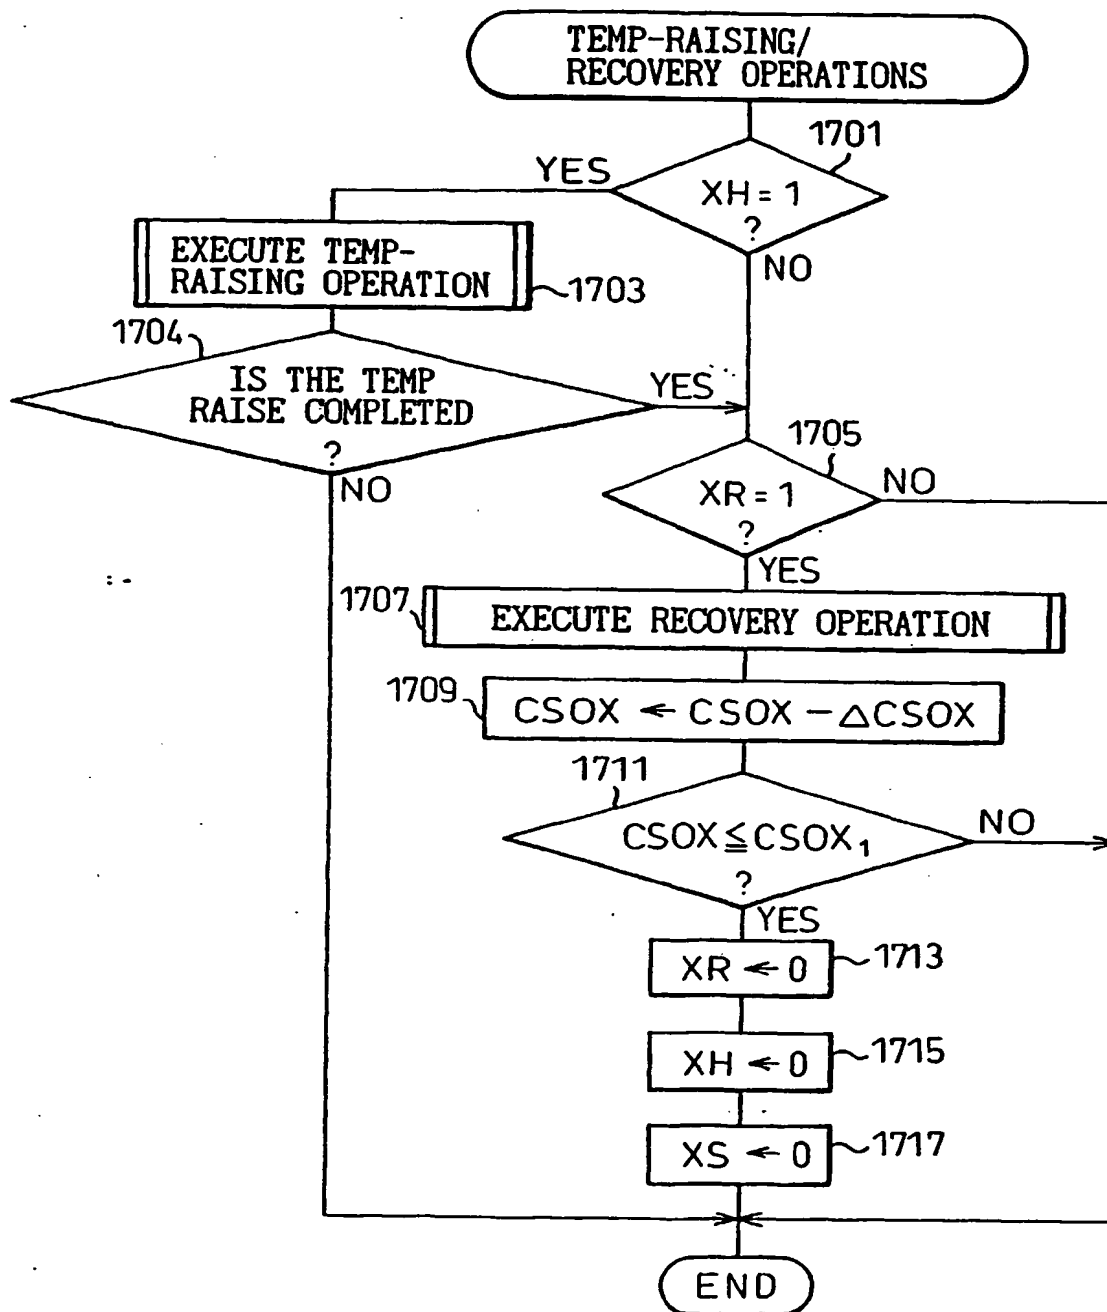 TEMP-RAISING/
RECOVERY OPERATIONS
1701
YES
XH = 1
?
NO
EXECUTE TEMP-
RAISING OPERATION
1703
1704
IS THE TEMP
RAISE COMPLETED
?
YES
NO
1705
XR = 1
?
NO
YES
1707
EXECUTE RECOVERY OPERATION
1709
CSOX ← CSOX − △CSOX
1711
CSOX ≦ CSOX₁
?
NO
YES
XR ← 0
1713
XH ← 0
1715
XS ← 0
1717
END